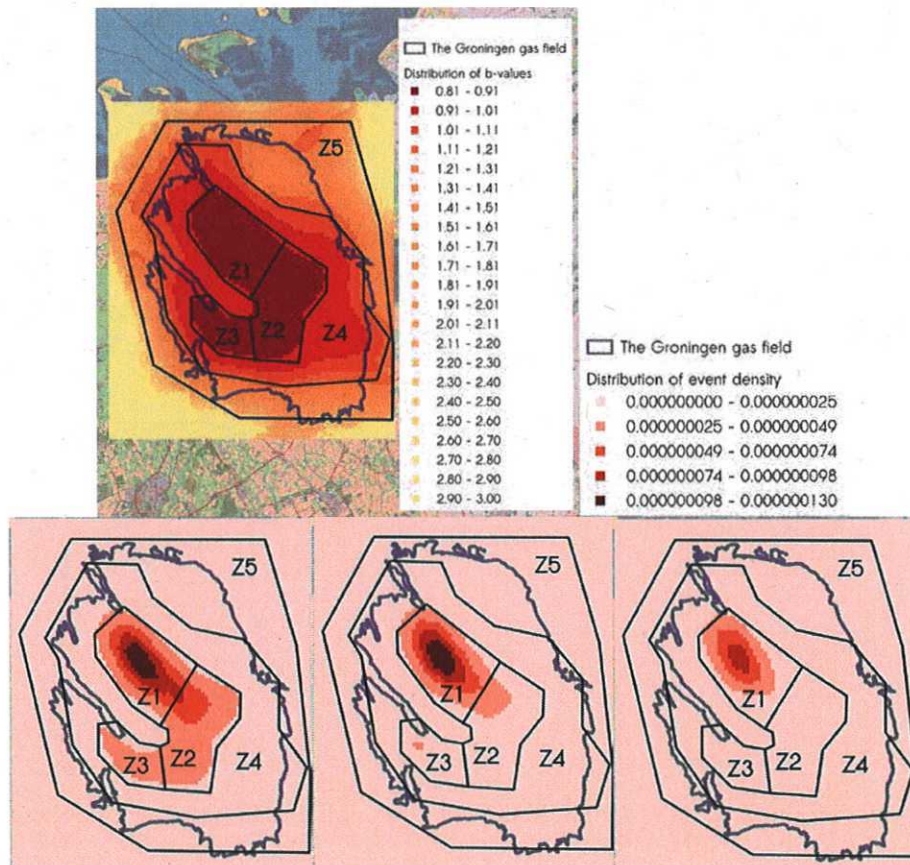 The Groningen gas field
Distribution of b-values
0.81 - 0.91
0.91 - 1.01
1.01 - 1.11
1.11 - 1.21
1.21 - 1.31
1.31 - 1.41
1.41 - 1.51
1.51 - 1.61
1.61 - 1.71
1.71 - 1.81
1.81 - 1.91
1.91 - 2.01
2.01 - 2.11
2.11 - 2.20
2.20 - 2.30
2.30 - 2.40
2.40 - 2.50
2.50 - 2.60
2.60 - 2.70
2.70 - 2.80
2.80 - 2.90
2.90 - 3.00
Z5
Z1
Z3 Z2 Z4
The Groningen gas field
Distribution of event density
0.000000000 - 0.000000025
0.000000025 - 0.000000049
0.000000049 - 0.000000074
0.000000074 - 0.000000098
0.000000098 - 0.000000130
Z5
Z1
Z3 Z2 Z4
Z5
Z1
Z3 Z2 Z4
Z5
Z1
Z3 Z2 Z4